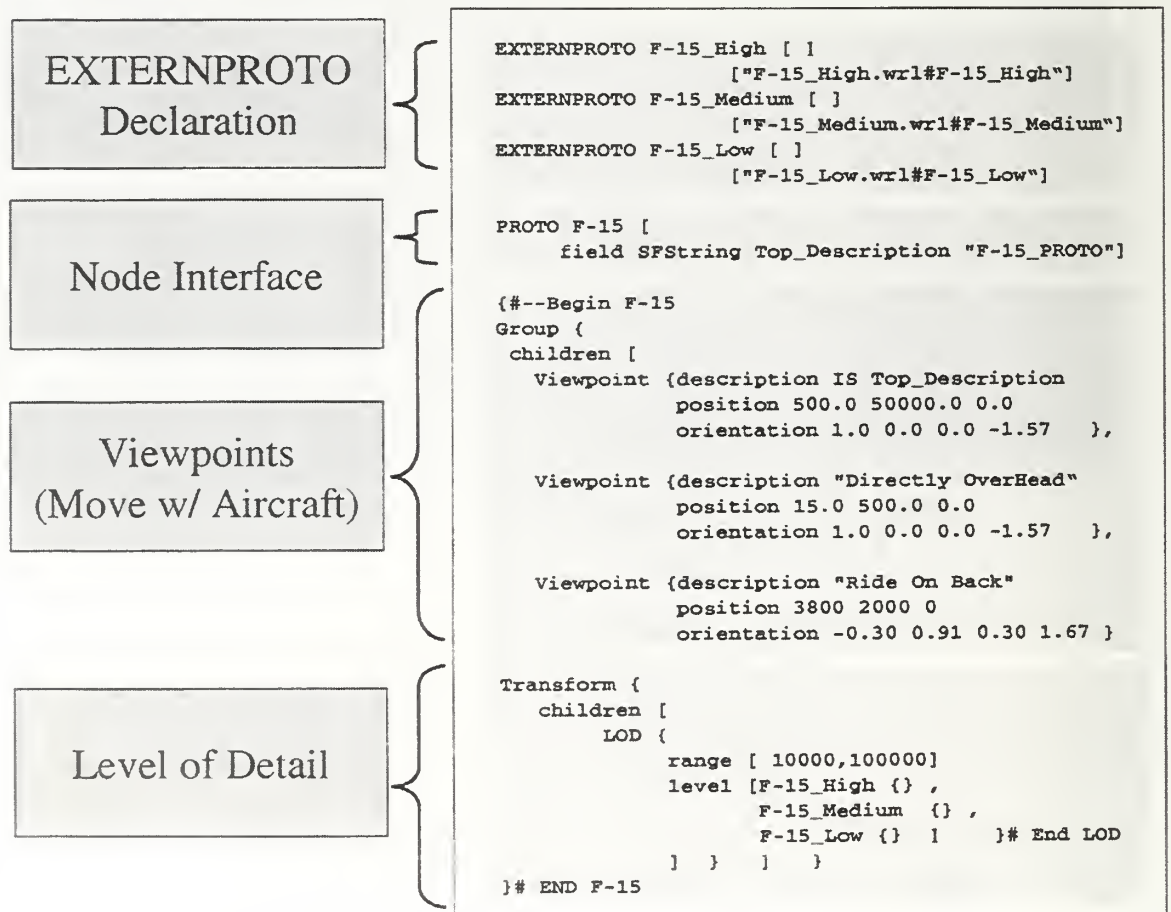 EXTERNPROTO
Declaration
Node Interface
Viewpoints
(Move w/ Aircraft)
Level of Detail
EXTERNPROTO F-15_High [ ]
["F-15_High.wrl#F-15_High"]
EXTERNPROTO F-15_Medium [ ]
["F-15_Medium.wrl#F-15_Medium"]
EXTERNPROTO F-15_Low [ ]
["F-15_Low.wrl#F-15_Low"]
PROTO F-15 [
field SFString Top_Description "F-15_PROTO"]
{#--Begin F-15
Group {
children [
Viewpoint {description IS Top_Description
position 500.0 50000.0 0.0
orientation 1.0 0.0 0.0 -1.57 },
Viewpoint {description "Directly OverHead"
position 15.0 500.0 0.0
orientation 1.0 0.0 0.0 -1.57 },
Viewpoint {description "Ride On Back"
position 3800 2000 0
orientation -0.30 0.91 0.30 1.67 }
Transform {
children [
LOD {
range [ 10000,100000]
level [F-15_High {} ,
F-15_Medium {} ,
F-15_Low {} ] }# End LOD
] } ] }
}# END F-15